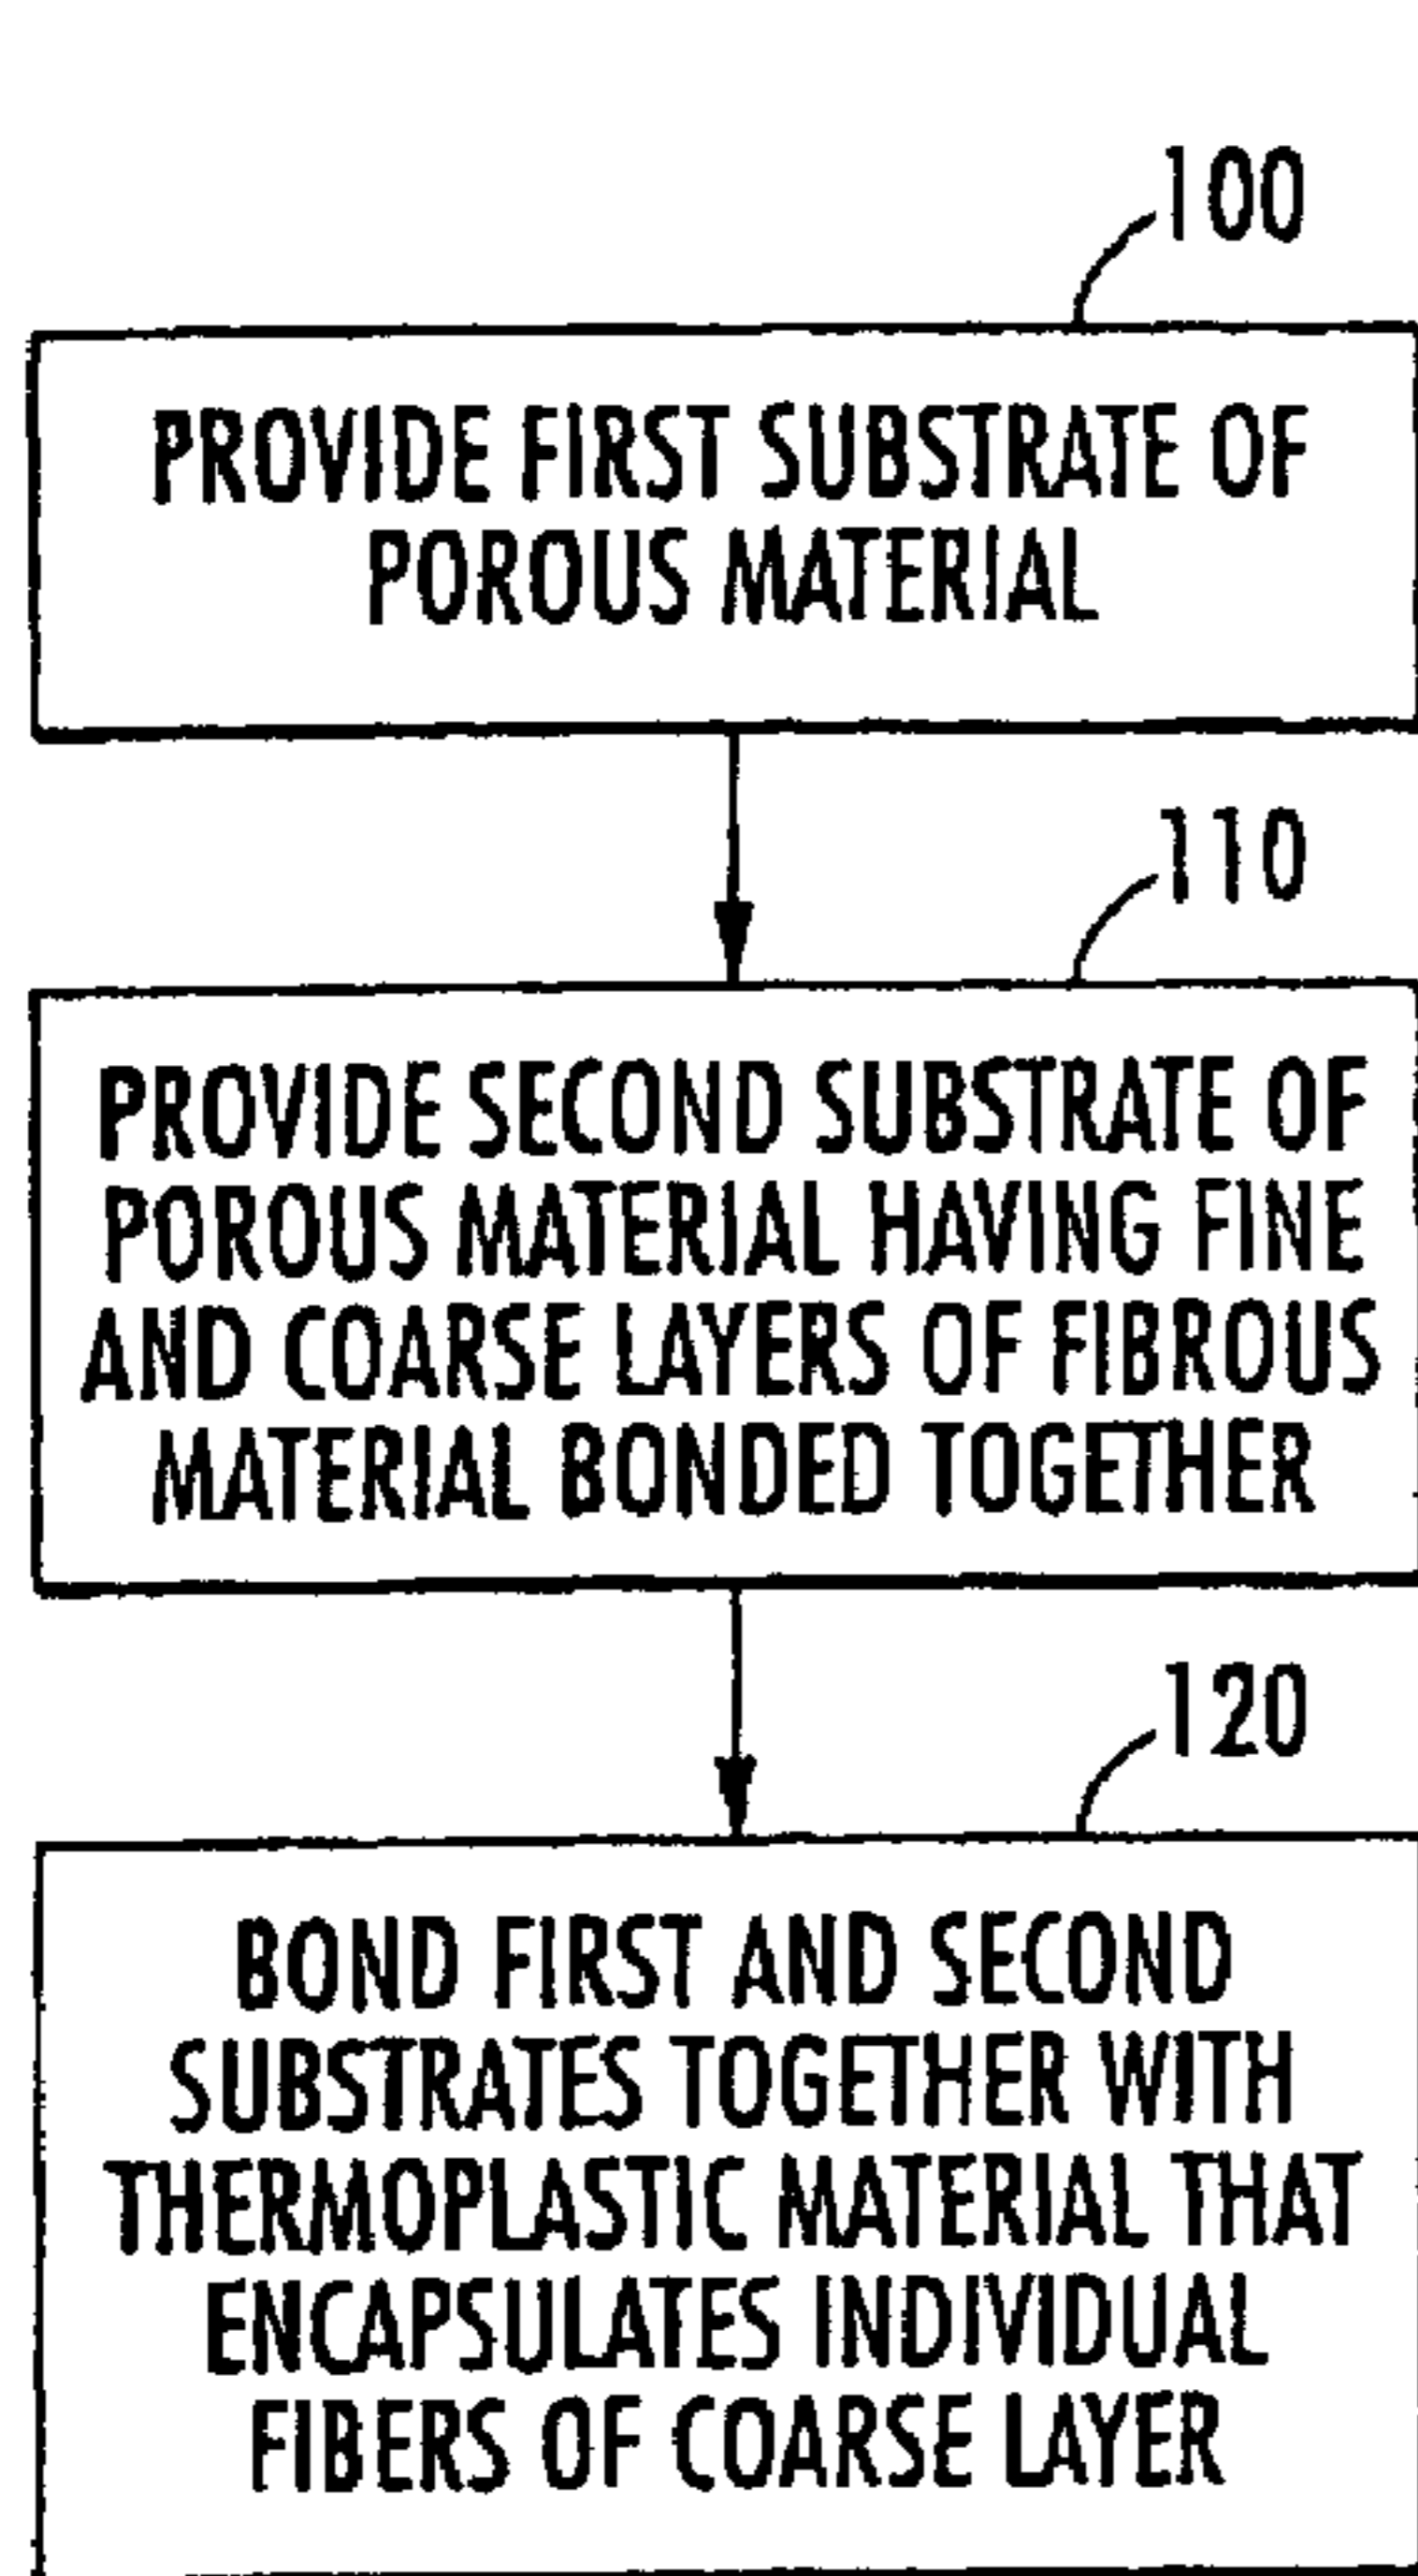 100
PROVIDE FIRST SUBSTRATE OF
POROUS MATERIAL
110
PROVIDE SECOND SUBSTRATE OF
POROUS MATERIAL HAVING FINE
AND COARSE LAYERS OF FIBROUS
MATERIAL BONDED TOGETHER
120
BOND FIRST AND SECOND
SUBSTRATES TOGETHER WITH
THERMOPLASTIC MATERIAL THAT
ENCAPSULATES INDIVIDUAL
FIBERS OF COARSE LAYER